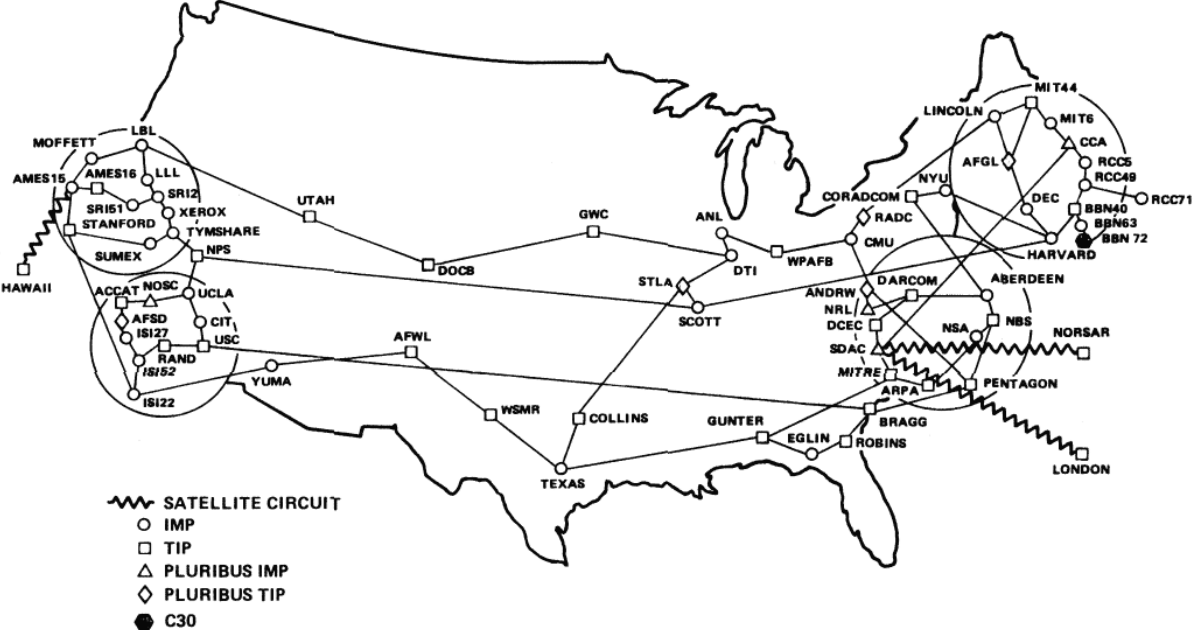 MIT44
LINCOLN
MIT6
CCA
AFGL
RCC5
RCC49
RCC71
DEC
BBN40
BBN63
BBN 72
HARVARD
NYU
CORADCOM
RADC
CMU
MOFFETT
LBL
AMES15
AMES16
LLL
SRI2
SRI51
XEROX
STANFORD
TYMSHARE
SUMEX
NPS
HAWAII
UTAH
DOCB
GWC
ANL
DTI
WPAFB
STLA
SCOTT
ACCAT
NOSC
UCLA
AFSD
CIT
ISI27
RAND
USC
ISI52
ISI22
YUMA
AFWL
WSMR
COLLINS
TEXAS
GUNTER
EGLIN
ROBINS
BRAGG
ANDRW
DARCOM
ABERDEEN
NRL
DCEC
NSA
NBS
SDAC
NORSAR
MITRE
ARPA
PENTAGON
LONDON
SATELLITE CIRCUIT
IMP
TIP
PLURIBUS IMP
PLURIBUS TIP
C30